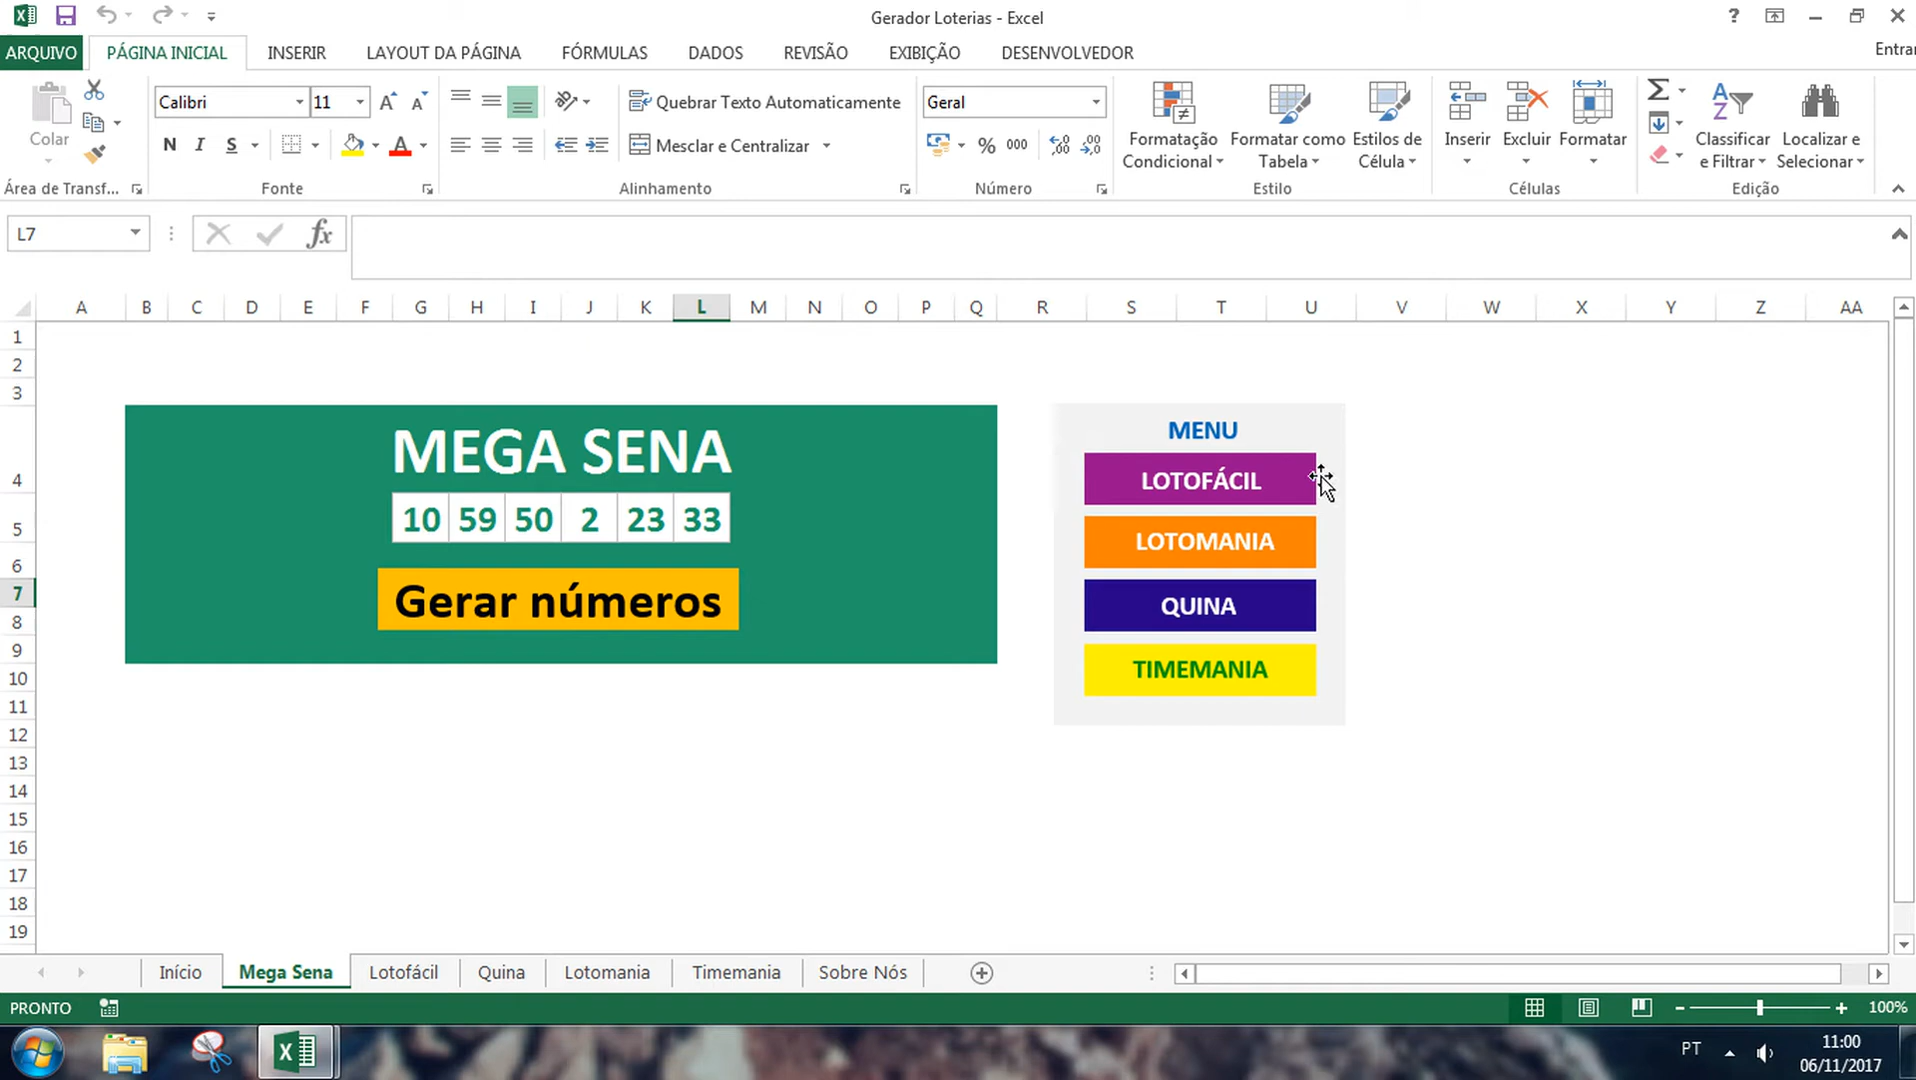 Gerador Loterias - Excel
?
ARQUIVO PÁGINA INICIAL INSERIR LAYOUT DA PÁGINA FÓRMULAS DADOS REVISÃO EXIBIÇÃO DESENVOLVEDOR Entrar
Colar
Calibri 11
N I S
Quebrar Texto Automaticamente
Mesclar e Centralizar
Geral
% 000
Formatação Condicional
Formatar como Tabela
Estilos de Célula
Inserir
Excluir
Formatar
Classificar e Filtrar
Localizar e Selecionar
Área de Transf... Fonte Alinhamento Número Estilo Células Edição
L7 fx
A B C D E F G H I J K L M N O P Q R S T U V W X Y Z AA
1
2
3
4
5
6
7
8
9
10
11
12
13
14
15
16
17
18
19
MEGA SENA
10 59 50 2 23 33
Gerar números
MENU
LOTOFÁCIL
LOTOMANIA
QUINA
TIMEMANIA
Início Mega Sena Lotofácil Quina Lotomania Timemania Sobre Nós
PRONTO 100%
PT
11:00
06/11/2017